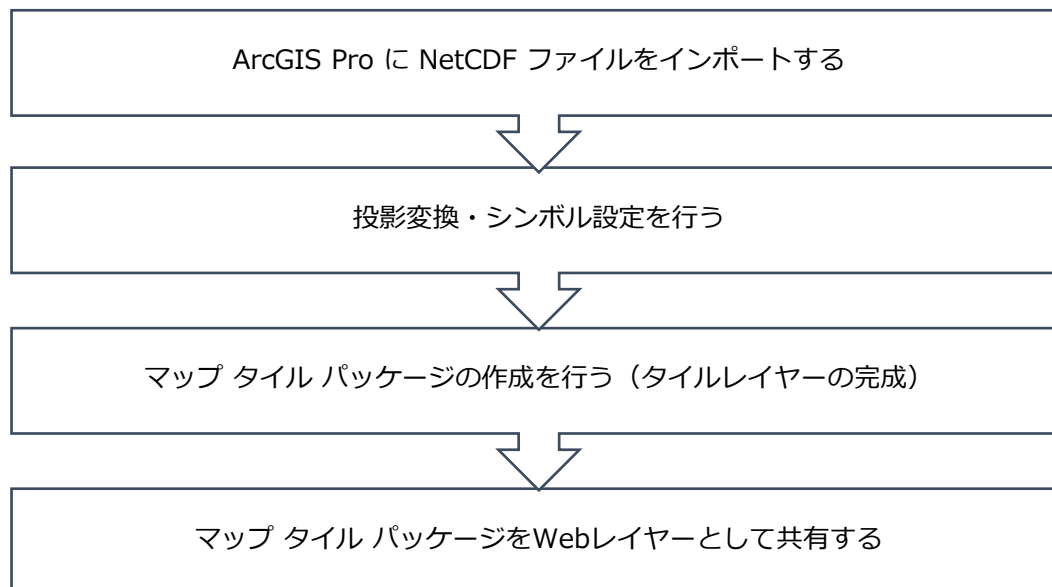 ArcGIS Pro に NetCDF ファイルをインポートする
投影変換・シンボル設定を行う
マップ タイル パッケージの作成を行う（タイルレイヤーの完成）
マップ タイル パッケージをWebレイヤーとして共有する